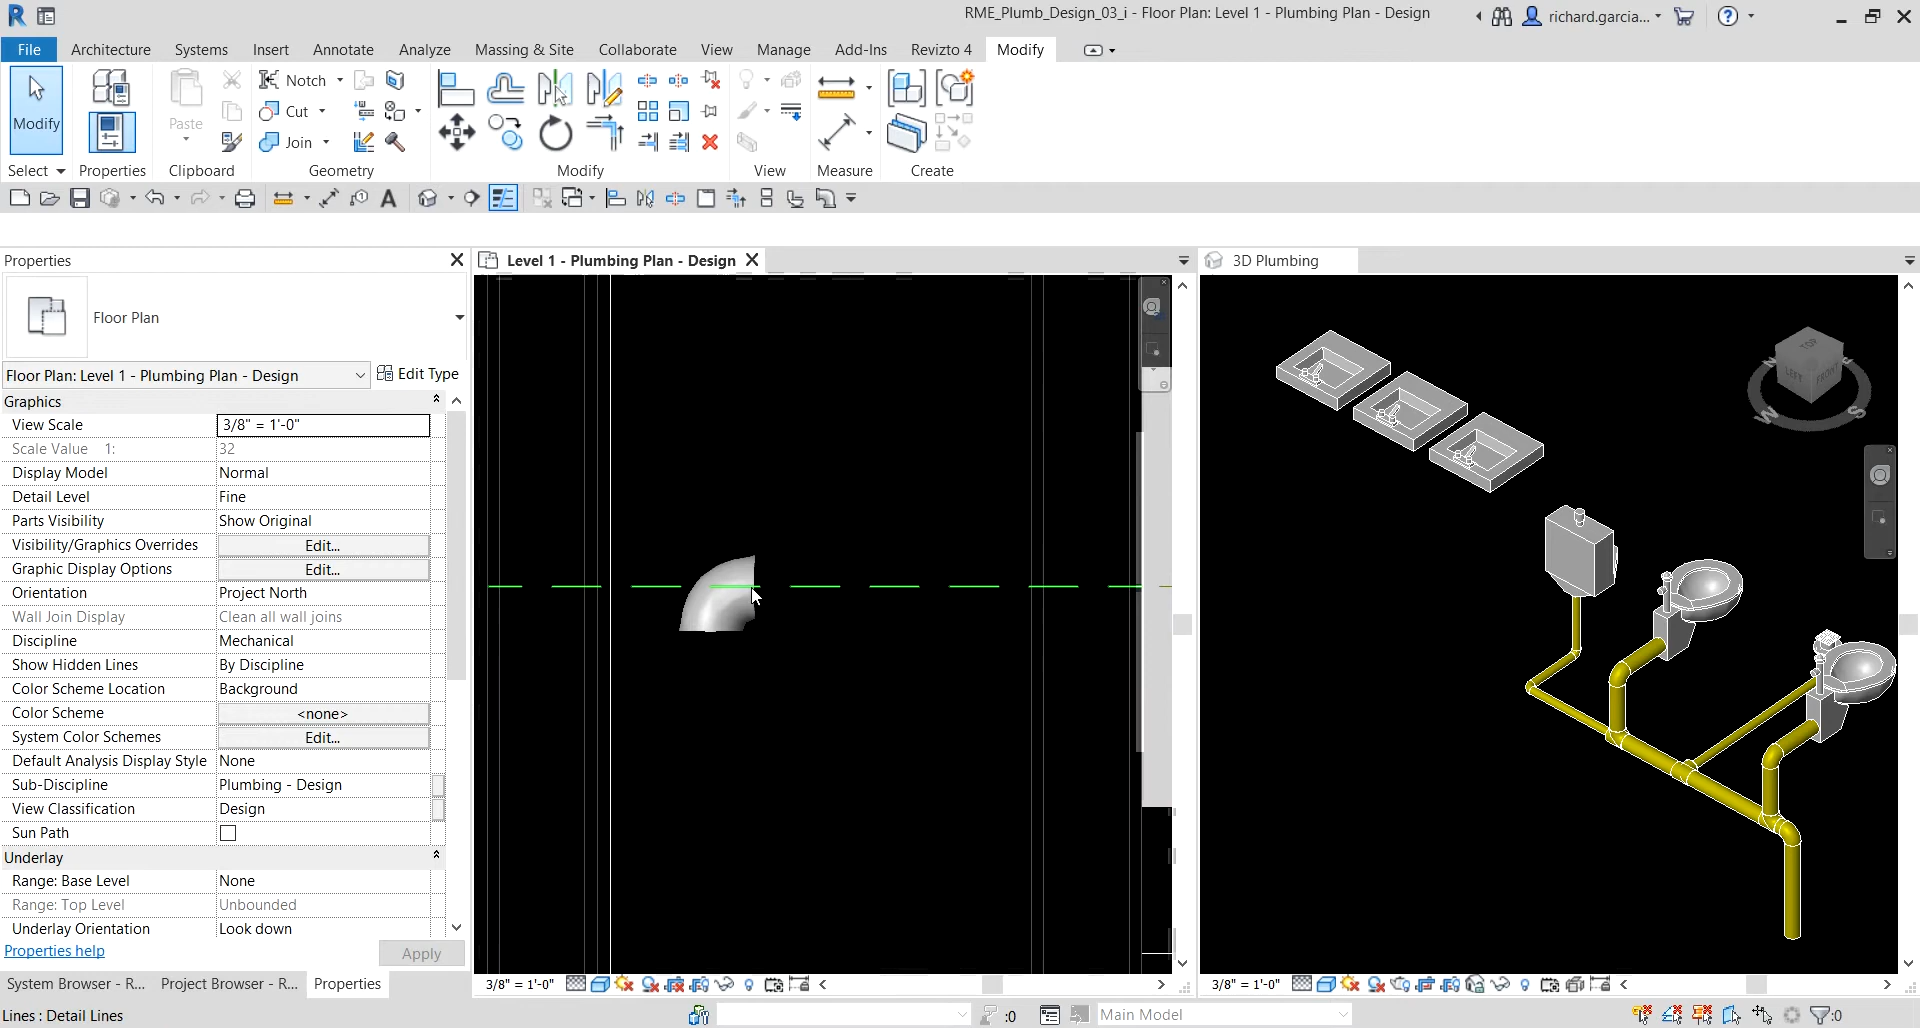 RME_Plumb_Design_03_i - Floor Plan: Level 1 - Plumbing Plan - Design
richard.garcia...
File Architecture Systems Insert Annotate Analyze Massing & Site Collaborate View Manage Add-Ins Revizto 4 Modify
Modify
Paste
Notch
Cut
Join
Select Properties Clipboard Geometry Modify View Measure Create
Properties
Level 1 - Plumbing Plan - Design
3D Plumbing
Floor Plan
Floor Plan: Level 1 - Plumbing Plan - Design
Edit Type
Graphics
View Scale 3/8" = 1'-0"
Scale Value 1: 32
Display Model Normal
Detail Level Fine
Parts Visibility Show Original
Visibility/Graphics Overrides Edit...
Graphic Display Options Edit...
Orientation Project North
Wall Join Display Clean all wall joins
Discipline Mechanical
Show Hidden Lines By Discipline
Color Scheme Location Background
Color Scheme <none>
System Color Schemes Edit...
Default Analysis Display Style None
Sub-Discipline Plumbing - Design
View Classification Design
Sun Path
Underlay
Range: Base Level None
Range: Top Level Unbounded
Underlay Orientation Look down
Properties help
Apply
TOP
LEFT
FRONT
N
E
W
S
System Browser - R... Project Browser - R... Properties
3/8" = 1'-0"
3/8" = 1'-0"
Lines : Detail Lines
:0
Main Model
:0